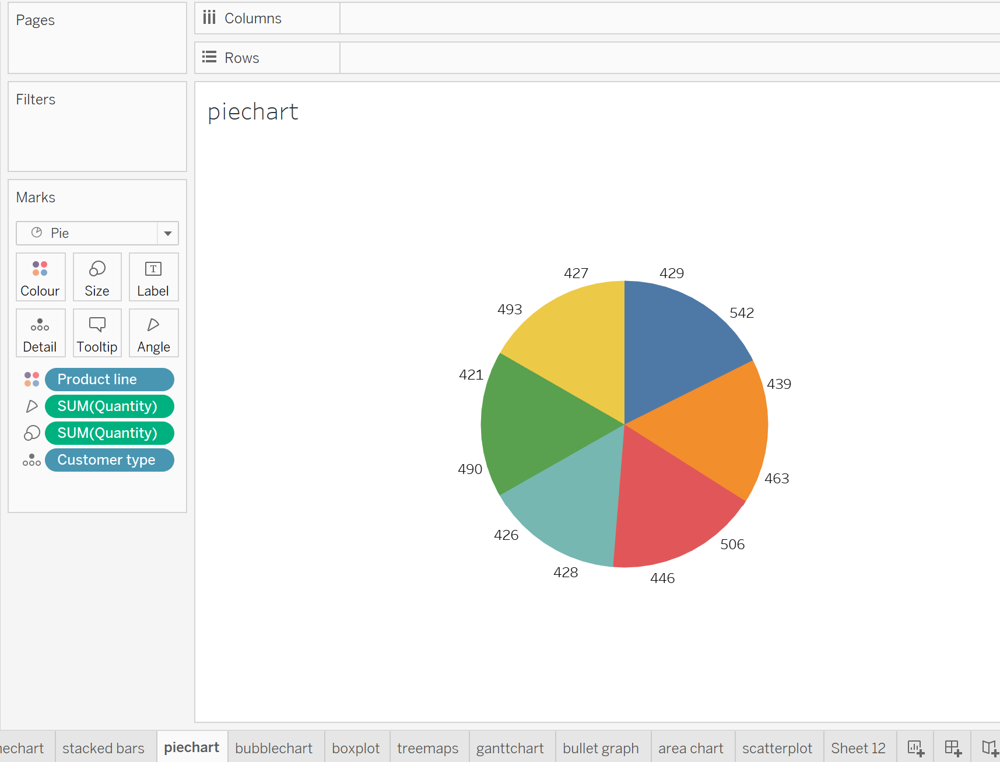 Pages
Columns
Rows
Filters
piechart
Marks
Pie
Colour Size Label
Detail Tooltip Angle
Product line
SUM(Quantity)
SUM(Quantity)
Customer type
427 429
493 542
421 439
490 463
426 506
428 446
nechart stacked bars piechart bubblechart boxplot treemaps ganttchart bullet graph area chart scatterplot Sheet 12